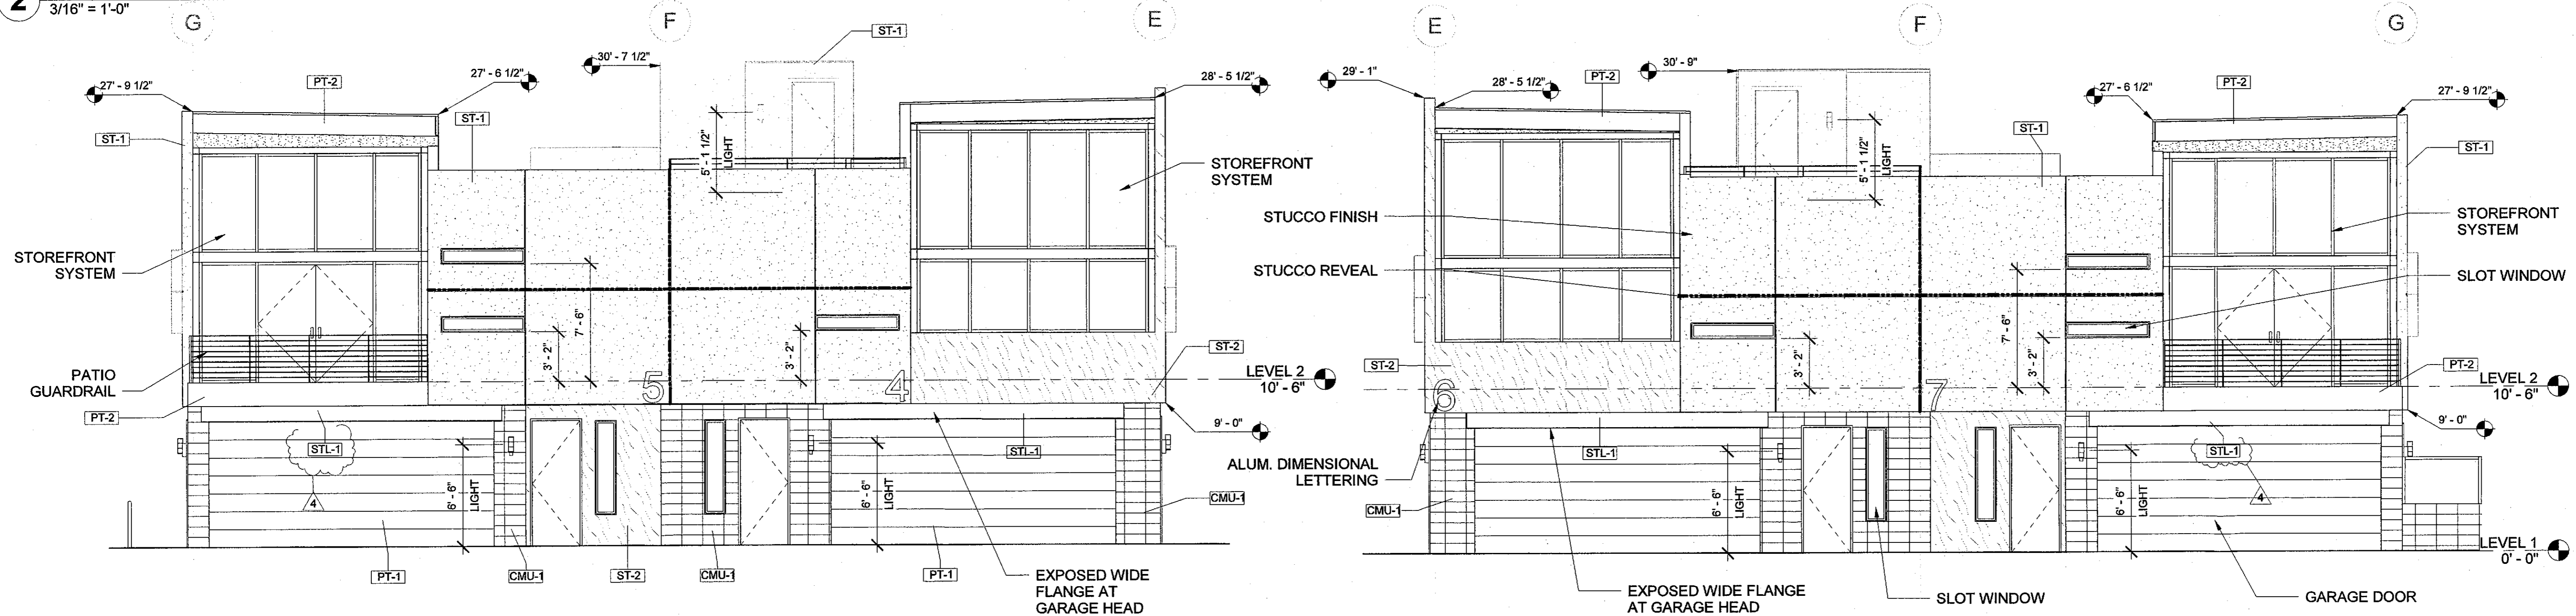 2
3/16" = 1'-0"
G
F
E
ST-1
30' - 7 1/2"
27' - 9 1/2"
PT-2
27' - 6 1/2"
28' - 5 1/2"
ST-1
ST-1
5' - 1 1/2"
LIGHT
STOREFRONT
SYSTEM
STOREFRONT
SYSTEM
7' - 6"
3' - 2"
3' - 2"
PATIO
GUARDRAIL
PT-2
5
4
ST-2
LEVEL 2
10' - 6"
9' - 0"
STL-1
STL-1
4
6' - 6"
LIGHT
6' - 6"
LIGHT
CMU-1
PT-1
CMU-1
ST-2
CMU-1
PT-1
EXPOSED WIDE
FLANGE AT
GARAGE HEAD
E
F
G
29' - 1"
28' - 5 1/2"
PT-2
30' - 9"
27' - 6 1/2"
PT-2
27' - 9 1/2"
ST-1
ST-1
5' - 1 1/2"
LIGHT
STUCCO FINISH
STUCCO REVEAL
STOREFRONT
SYSTEM
SLOT WINDOW
7' - 6"
3' - 2"
3' - 2"
ST-2
6
7
PT-2
LEVEL 2
10' - 6"
9' - 0"
ALUM. DIMENSIONAL
LETTERING
STL-1
STL-1
4
CMU-1
6' - 6"
LIGHT
6' - 6"
LIGHT
LEVEL 1
0' - 0"
EXPOSED WIDE FLANGE
AT GARAGE HEAD
SLOT WINDOW
GARAGE DOOR